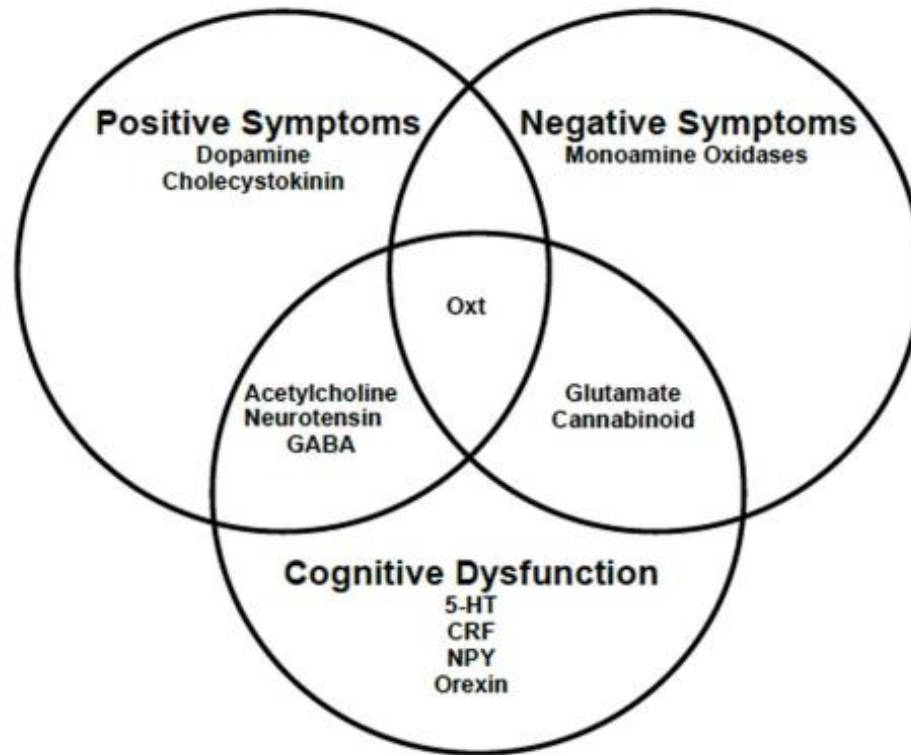 Positive Symptoms
Dopamine
Cholecystokinin
Negative Symptoms
Monoamine Oxidases
Oxt
Acetylcholine
Neurotensin
GABA
Glutamate
Cannabinoid
Cognitive Dysfunction
5-HT
CRF
NPY
Orexin